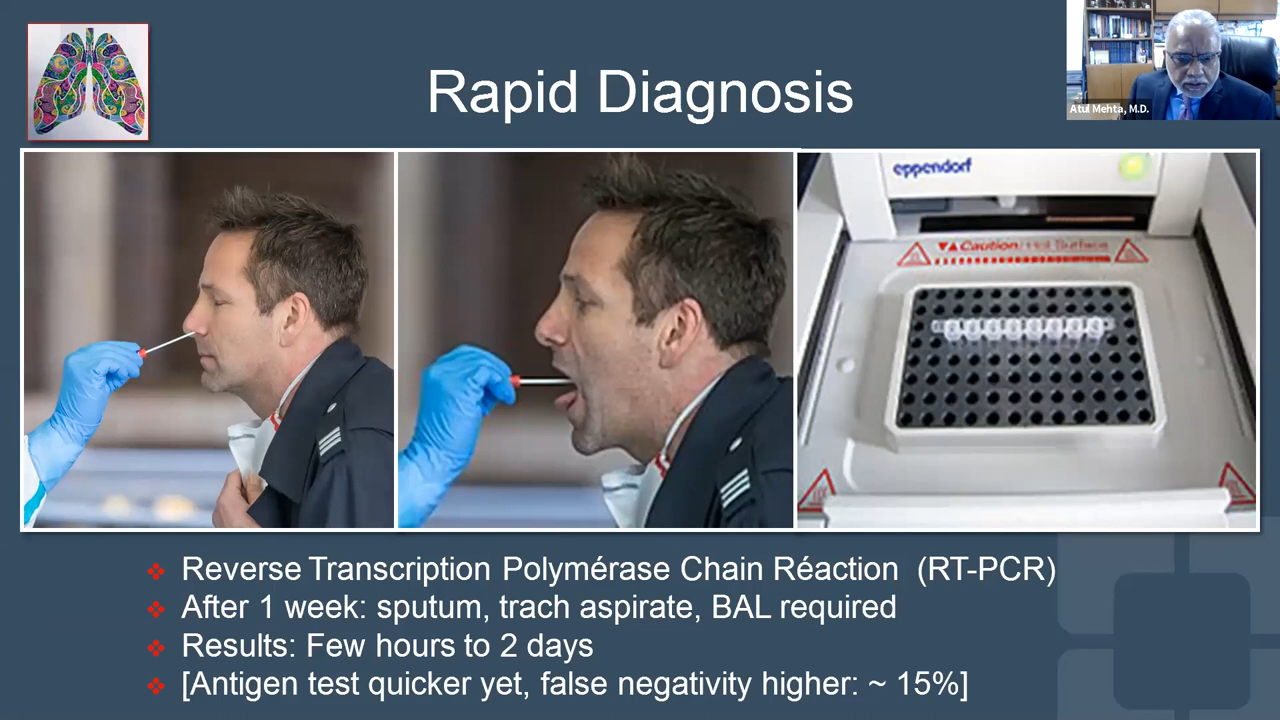 Rapid Diagnosis
Atul Mehta, M.D.
eppendorf
Caution! Hot Surface
Reverse Transcription Polymérase Chain Réaction (RT-PCR)
After 1 week: sputum, trach aspirate, BAL required
Results: Few hours to 2 days
[Antigen test quicker yet, false negativity higher: ~ 15%]